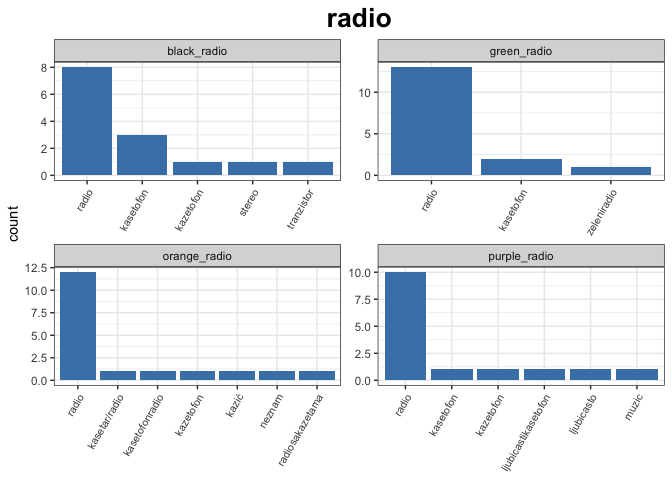 radio
black_radio
green_radio
8
6
4
2
0
10
5
0
radio
kasetofon
kazetofon
stereo
tranzistor
radio
kasetofon
zeleniradio
count
orange_radio
purple_radio
12.5
10.0
7.5
5.0
2.5
0.0
10.0
7.5
5.0
2.5
0.0
radio
kasetar/radio
kasetofonradio
kazetofon
kazić
neznam
radiosakazetama
radio
kasetofon
kazetofon
ljubicastikasetofon
ljubicasto
muzic